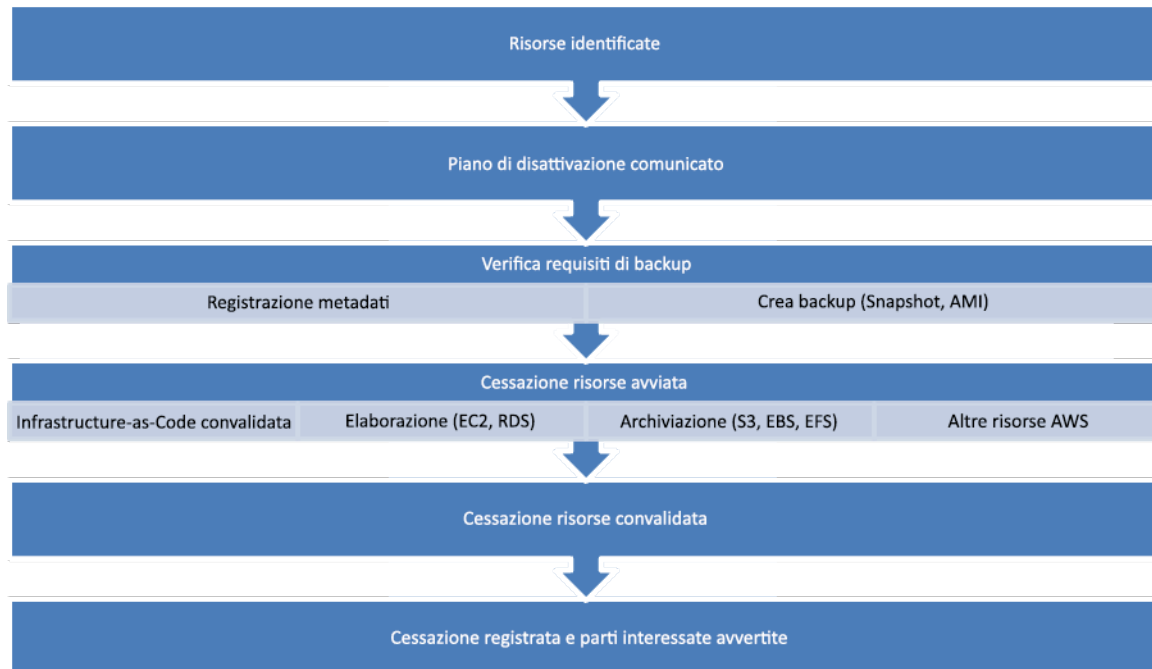 Risorse identificate
Piano di disattivazione comunicato
Verifica requisiti di backup
Registrazione metadati
Crea backup (Snapshot, AMI)
Cessazione risorse avviata
Infrastructure-as-Code convalidata
Elaborazione (EC2, RDS)
Archiviazione (S3, EBS, EFS)
Altre risorse AWS
Cessazione risorse convalidata
Cessazione registrata e parti interessate avvertite